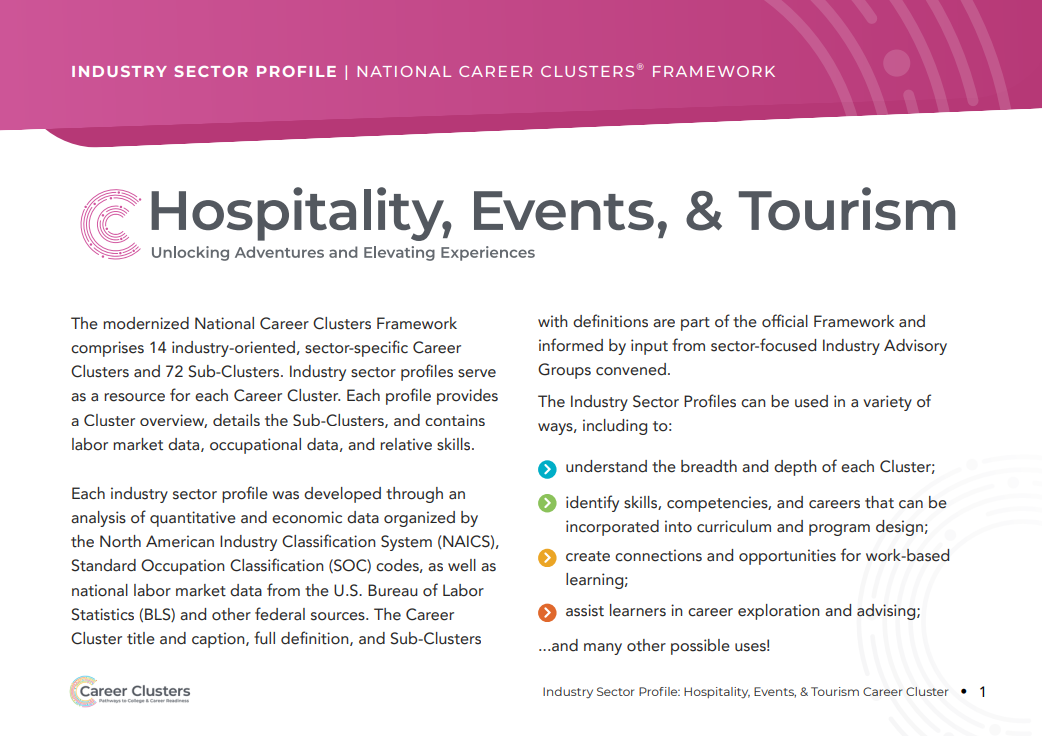 INDUSTRY SECTOR PROFILE | NATIONAL CAREER CLUSTERS® FRAMEWORK
Hospitality, Events, & Tourism
Unlocking Adventures and Elevating Experiences
The modernized National Career Clusters Framework
comprises 14 industry-oriented, sector-specific Career
Clusters and 72 Sub-Clusters. Industry sector profiles serve
as a resource for each Career Cluster. Each profile provides
a Cluster overview, details the Sub-Clusters, and contains
labor market data, occupational data, and relative skills.
Each industry sector profile was developed through an
analysis of quantitative and economic data organized by
the North American Industry Classification System (NAICS),
Standard Occupation Classification (SOC) codes, as well as
national labor market data from the U.S. Bureau of Labor
Statistics (BLS) and other federal sources. The Career
Cluster title and caption, full definition, and Sub-Clusters
with definitions are part of the official Framework and
informed by input from sector-focused Industry Advisory
Groups convened.
The Industry Sector Profiles can be used in a variety of
ways, including to:
understand the breadth and depth of each Cluster;
identify skills, competencies, and careers that can be
incorporated into curriculum and program design;
create connections and opportunities for work-based
learning;
assist learners in career exploration and advising;
...and many other possible uses!
Career Clusters
Pathways to College & Career Readiness
Industry Sector Profile: Hospitality, Events, & Tourism Career Cluster • 1